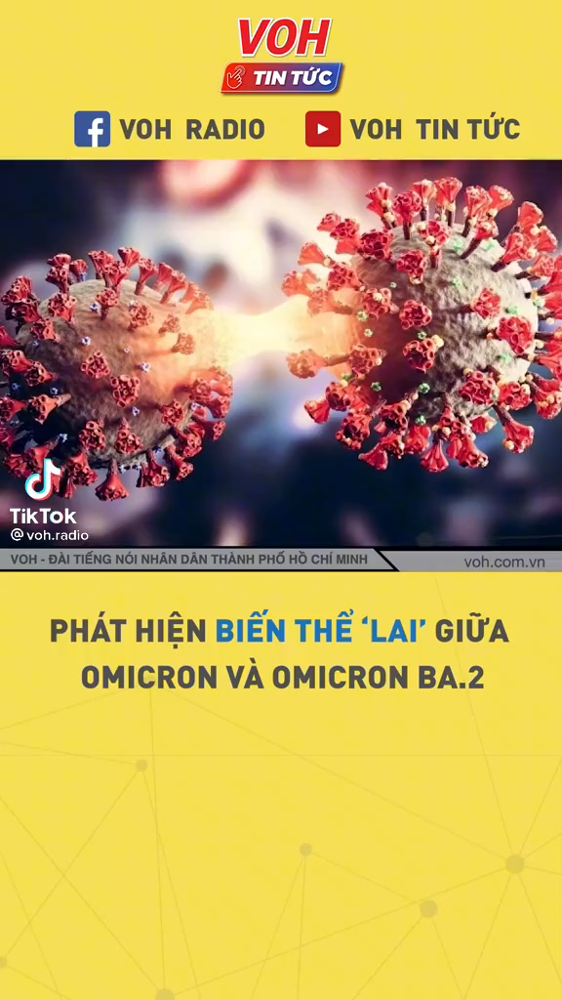 VOH
TIN TỨC
VOH RADIO
VOH TIN TỨC
TikTok
@voh.radio
VOH - ĐÀI TIẾNG NÓI NHÂN DÂN THÀNH PHỐ HỒ CHÍ MINH
voh.com.vn
PHÁT HIỆN BIẾN THỂ ‘LAI’ GIỮA
OMICRON VÀ OMICRON BA.2